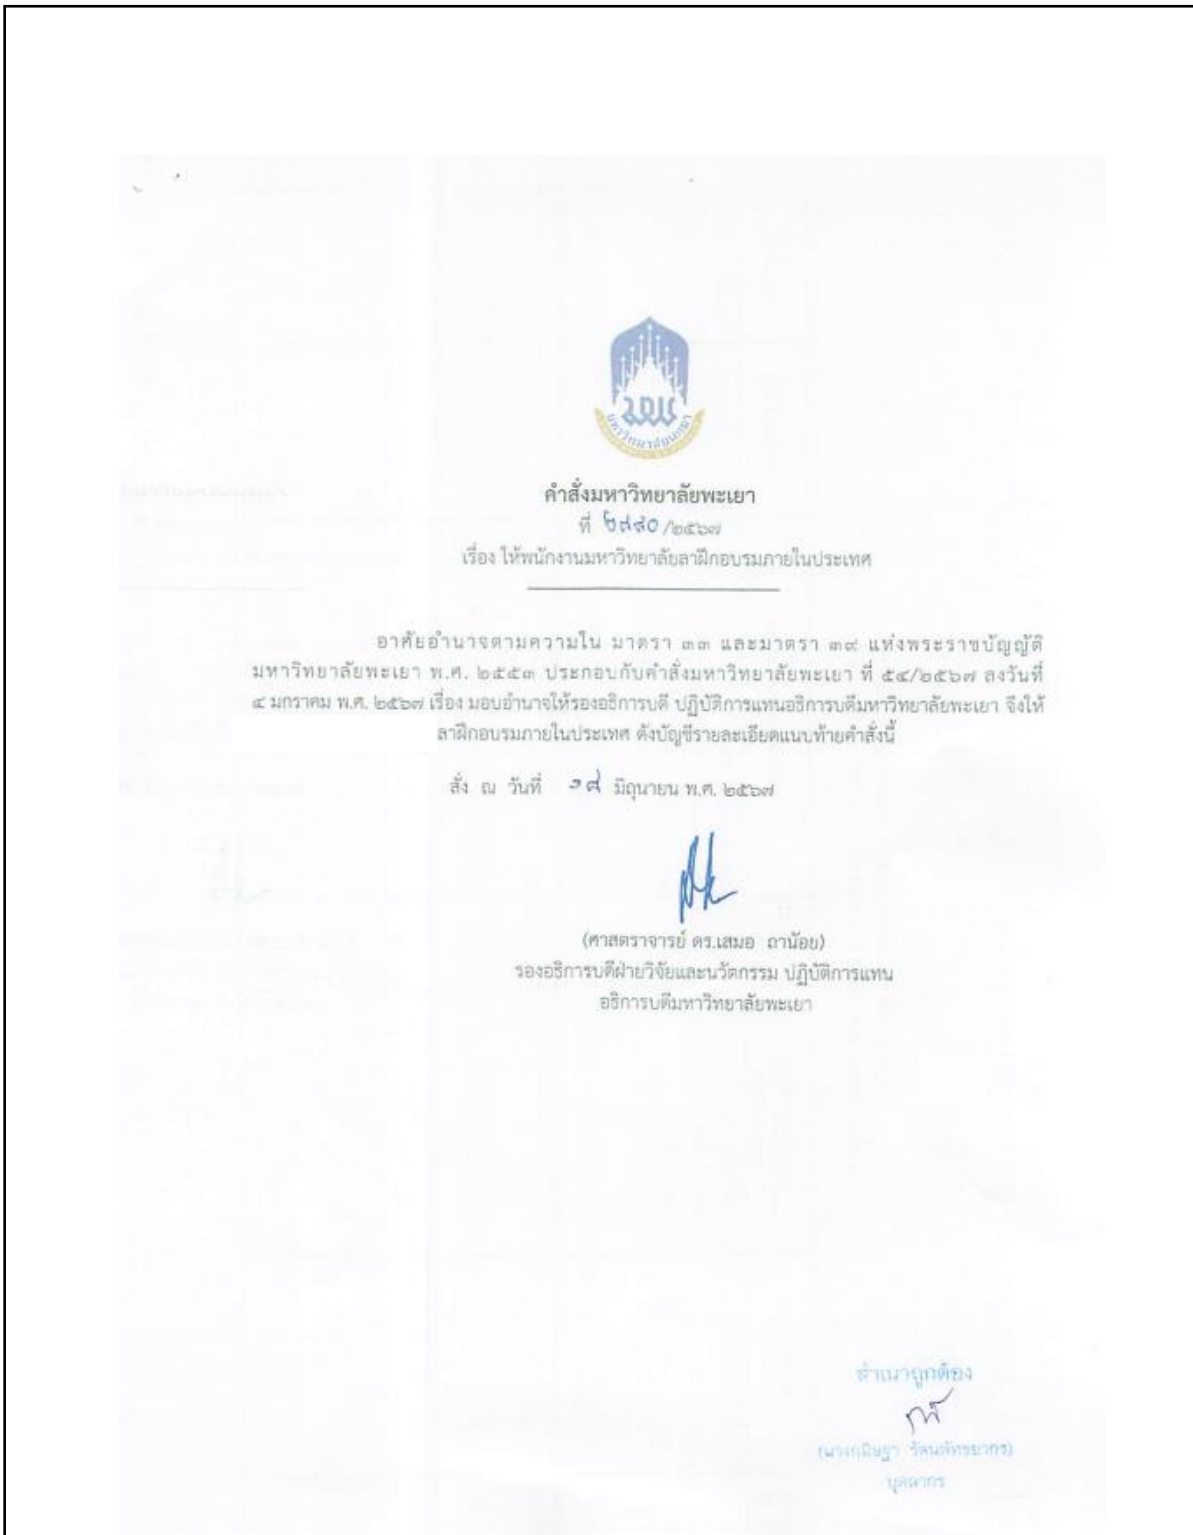 มหาวิทยาลัยพะเยา
คำสั่งมหาวิทยาลัยพะเยา
ที่ /๒๕๖๗
เรื่อง ให้พนักงานมหาวิทยาลัยลาฝึกอบรมภายในประเทศ
อาศัยอำนาจตามความใน มาตรา ๓๓ และมาตรา ๓๙ แห่งพระราชบัญญัติ
มหาวิทยาลัยพะเยา พ.ศ. ๒๕๕๓ ประกอบกับคำสั่งมหาวิทยาลัยพะเยา ที่ ๕๔/๒๕๖๗ ลงวันที่
๔ มกราคม พ.ศ. ๒๕๖๗ เรื่อง มอบอำนาจให้รองอธิการบดี ปฏิบัติการแทนอธิการบดีมหาวิทยาลัยพะเยา จึงให้
ลาฝึกอบรมภายในประเทศ ดังบัญชีรายละเอียดแนบท้ายคำสั่งนี้
สั่ง ณ วันที่ ๑๘ มิถุนายน พ.ศ. ๒๕๖๗
(ศาสตราจารย์ ดร.เสมอ ถาน้อย)
รองอธิการบดีฝ่ายวิจัยและนวัตกรรม ปฏิบัติการแทน
อธิการบดีมหาวิทยาลัยพะเยา
สำเนาถูกต้อง
บุคลากร